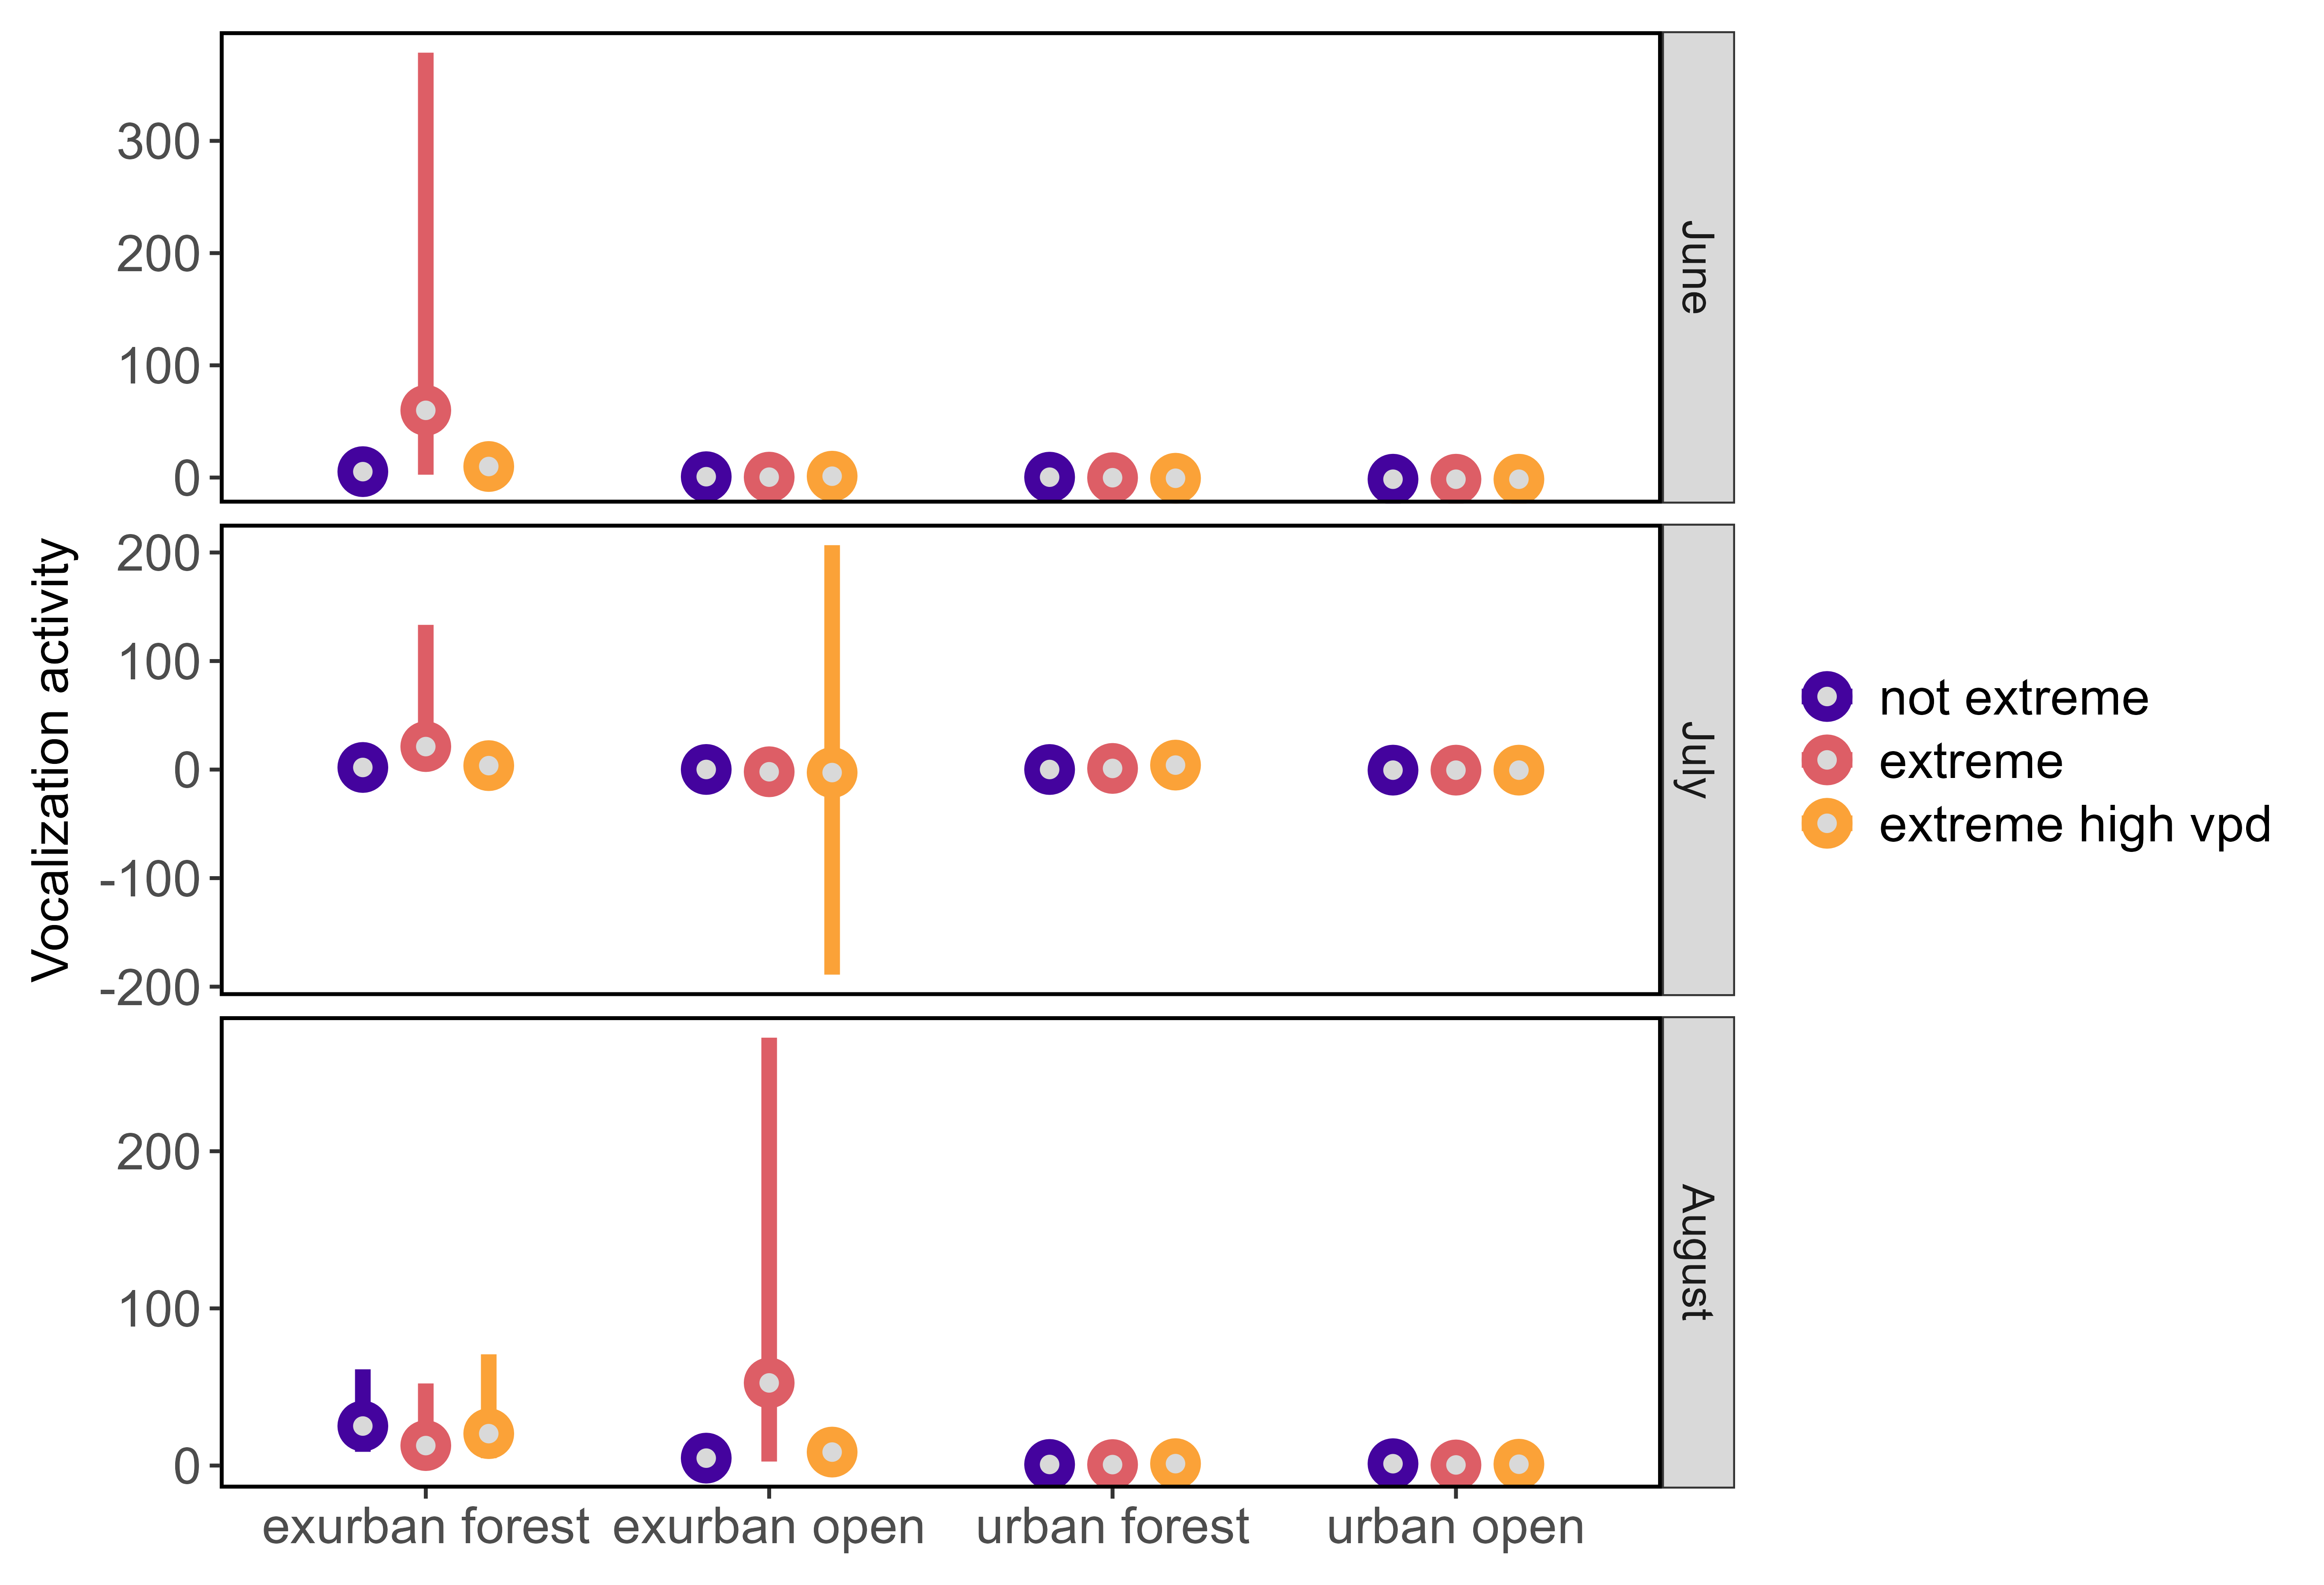 Vocalization activity
300
200
100
0
June
200
100
0
-100
-200
July
200
100
0
August
exurban forest exurban open urban forest urban open
not extreme
extreme
extreme high vpd